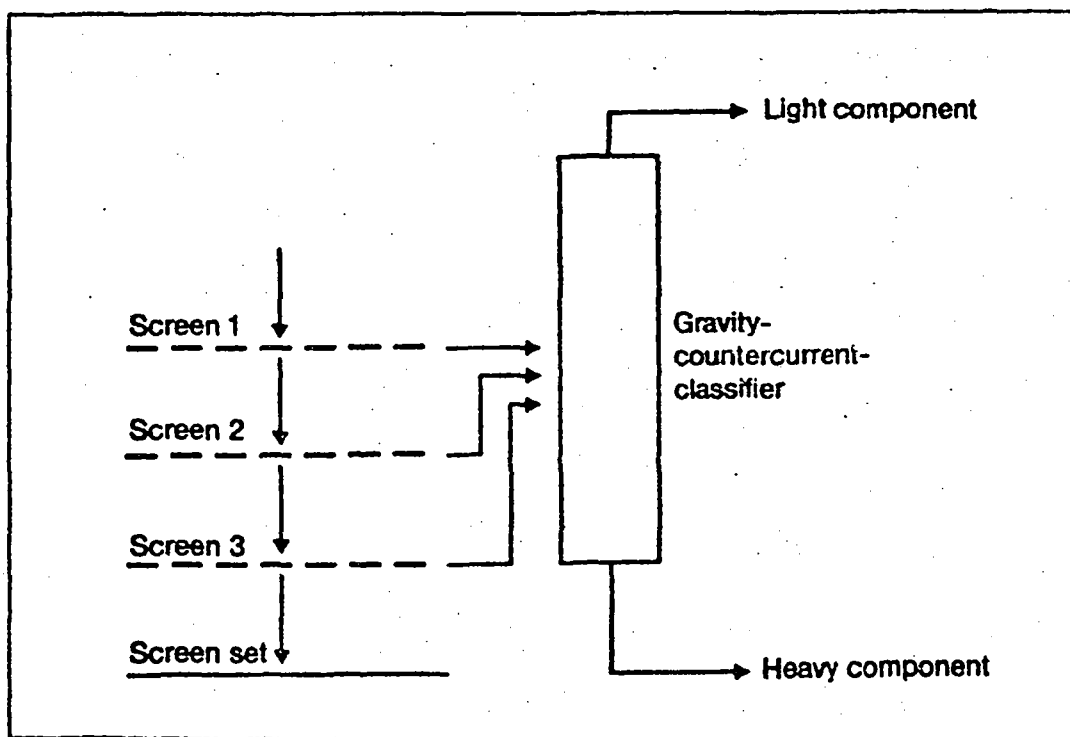 Light component
Screen 1
Gravity-
countercurrent-
classifier
Screen 2
Screen 3
Screen set
Heavy component